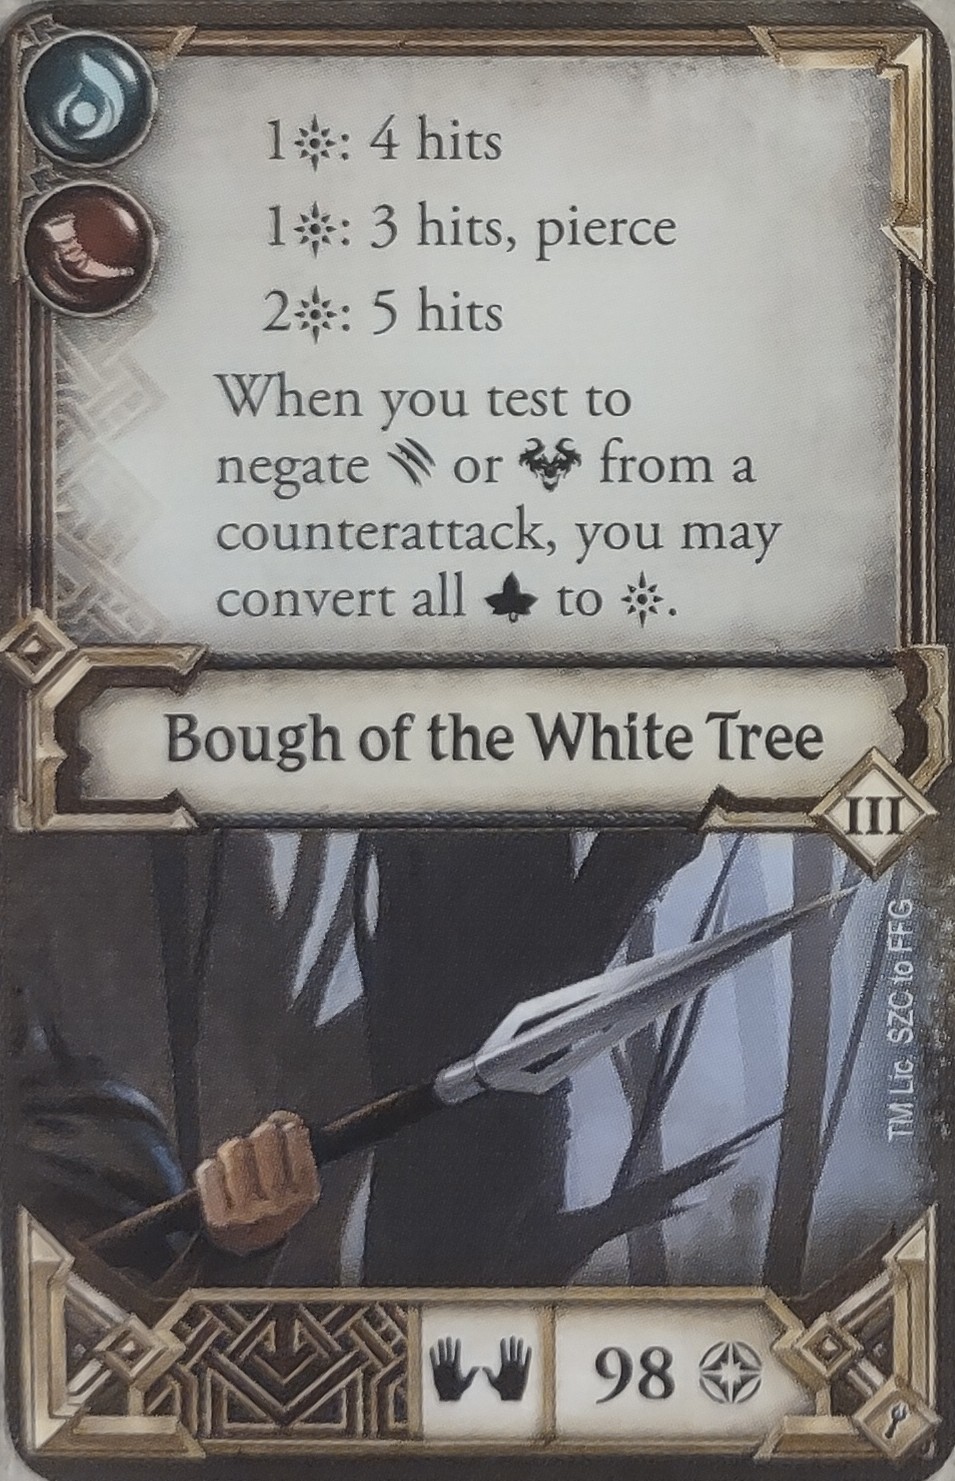 1: 4 hits
1: 3 hits, pierce
2: 5 hits
When you test to
negate or from a
counterattack, you may
convert all to .
Bough of the White Tree
III
TM Lic. SZC to FFG
98